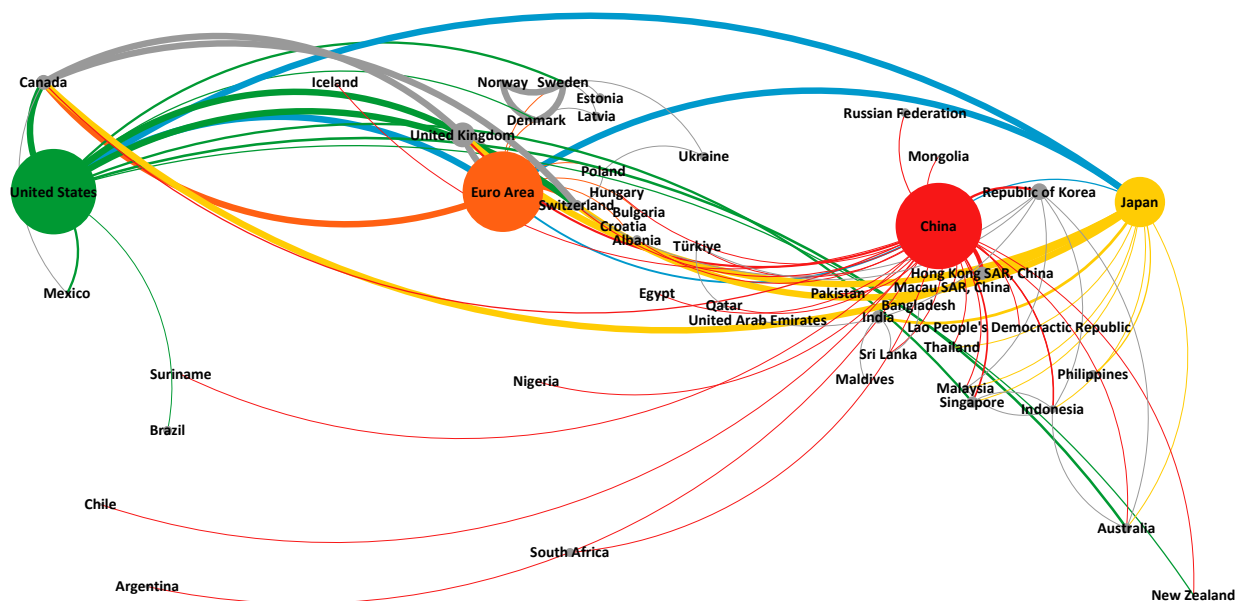 Canada
Iceland
Norway
Sweden
Estonia
Latvia
Denmark
United Kingdom
Russian Federation
Ukraine
Mongolia
Poland
United States
Euro Area
Hungary
Republic of Korea
Japan
Switzerland
Bulgaria
Croatia
China
Albania
Türkiye
Hong Kong SAR, China
Macau SAR, China
Mexico
Egypt
Pakistan
Qatar
Bangladesh
United Arab Emirates
India
Lao People's Democractic Republic
Thailand
Sri Lanka
Suriname
Nigeria
Maldives
Philippines
Malaysia
Singapore
Indonesia
Brazil
Chile
Australia
South Africa
Argentina
New Zealand